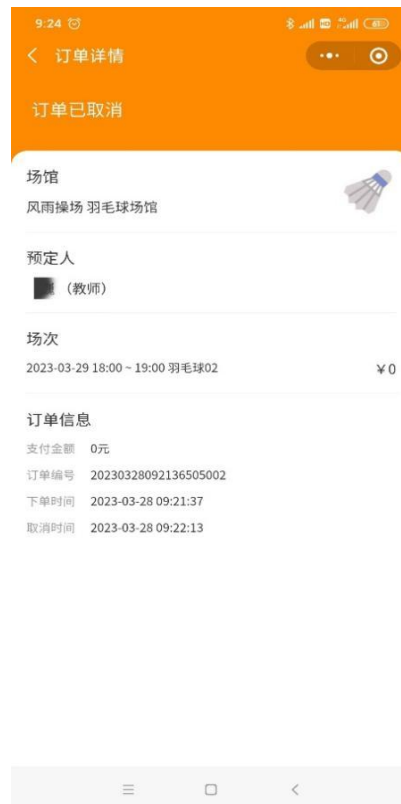 9:24
订单详情
订单已取消
场馆
风雨操场 羽毛球场馆
预定人
（教师）
场次
2023-03-29 18:00 ~ 19:00 羽毛球02
¥0
订单信息
支付金额 0元
订单编号 20230328092136505002
下单时间 2023-03-28 09:21:37
取消时间 2023-03-28 09:22:13